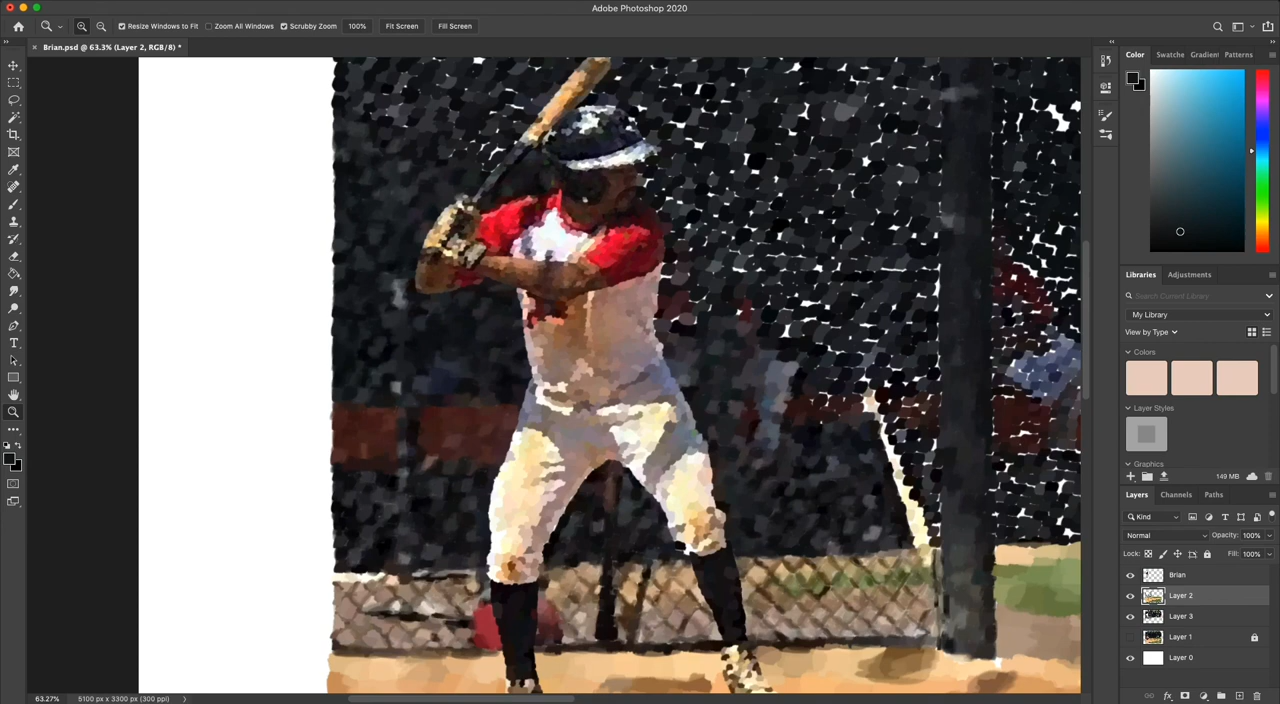 Adobe Photoshop 2020
Resize Windows to Fit
Zoom All Windows
Scrubby Zoom
100%
Fit Screen
Fill Screen
Brian.psd @ 63.3% (Layer 2, RGB/8) *
Color
Swatche
Gradien
Patterns
Libraries
Adjustments
Search Current Library
My Library
View by Type
Colors
Layer Styles
Graphics
149 MB
Layers
Channels
Paths
Kind
Normal
Opacity: 100%
Lock:
Fill: 100%
Brian
Layer 2
Layer 3
Layer 1
Layer 0
63.27%
5100 px x 3300 px (300 ppi)